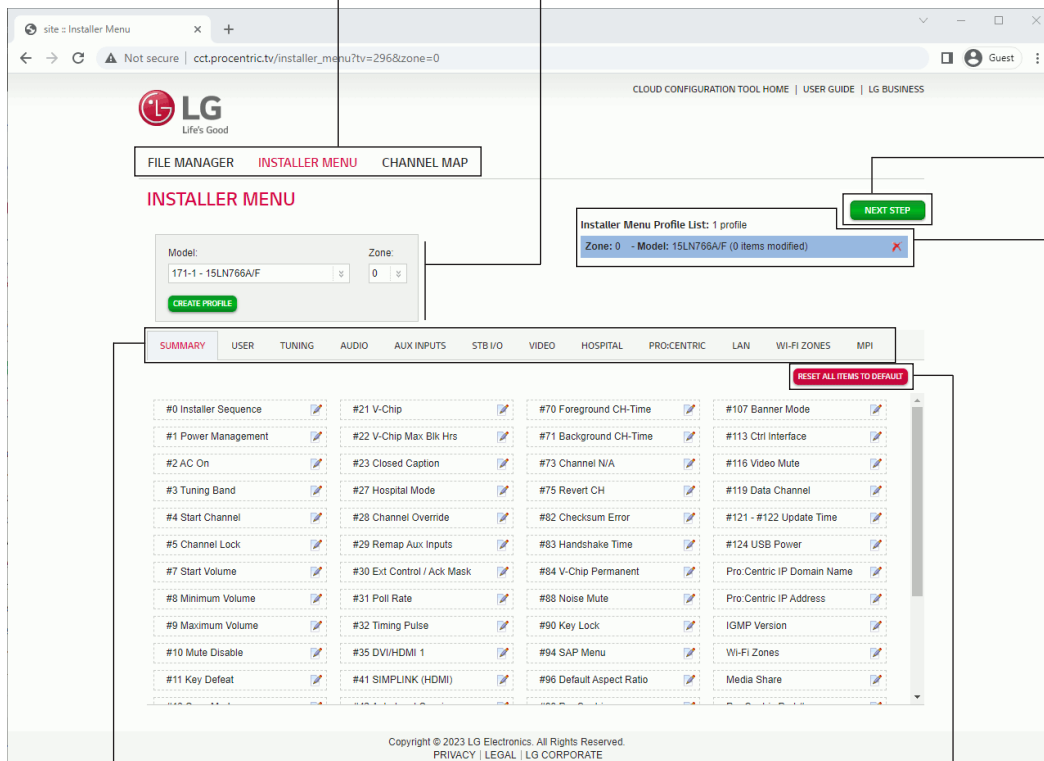 site :: Installer Menu
Not secure | cct.procentric.tv/installer_menu?tv=296&zone=0
Guest
CLOUD CONFIGURATION TOOL HOME | USER GUIDE | LG BUSINESS
LG
Life's Good
FILE MANAGER INSTALLER MENU CHANNEL MAP
INSTALLER MENU
NEXT STEP
Installer Menu Profile List: 1 profile
Zone: 0 - Model: 15LN766A/F (0 items modified)
Model: Zone:
171-1 - 15LN766A/F 0
CREATE PROFILE
SUMMARY USER TUNING AUDIO AUX INPUTS STB I/O VIDEO HOSPITAL PRO:CENTRIC LAN WI-FI ZONES MPI
RESET ALL ITEMS TO DEFAULT
#0 Installer Sequence #21 V-Chip #70 Foreground CH-Time #107 Banner Mode
#1 Power Management #22 V-Chip Max Blk Hrs #71 Background CH-Time #113 Ctrl Interface
#2 AC On #23 Closed Caption #73 Channel N/A #116 Video Mute
#3 Tuning Band #27 Hospital Mode #75 Revert CH #119 Data Channel
#4 Start Channel #28 Channel Override #82 Checksum Error #121 - #122 Update Time
#5 Channel Lock #29 Remap Aux Inputs #83 Handshake Time #124 USB Power
#7 Start Volume #30 Ext Control / Ack Mask #84 V-Chip Permanent Pro:Centric IP Domain Name
#8 Minimum Volume #31 Poll Rate #88 Noise Mute Pro:Centric IP Address
#9 Maximum Volume #32 Timing Pulse #90 Key Lock IGMP Version
#10 Mute Disable #35 DVI/HDMI 1 #94 SAP Menu Wi-Fi Zones
#11 Key Defeat #41 SIMPLINK (HDMI) #96 Default Aspect Ratio Media Share
Copyright © 2023 LG Electronics. All Rights Reserved.
PRIVACY | LEGAL | LG CORPORATE